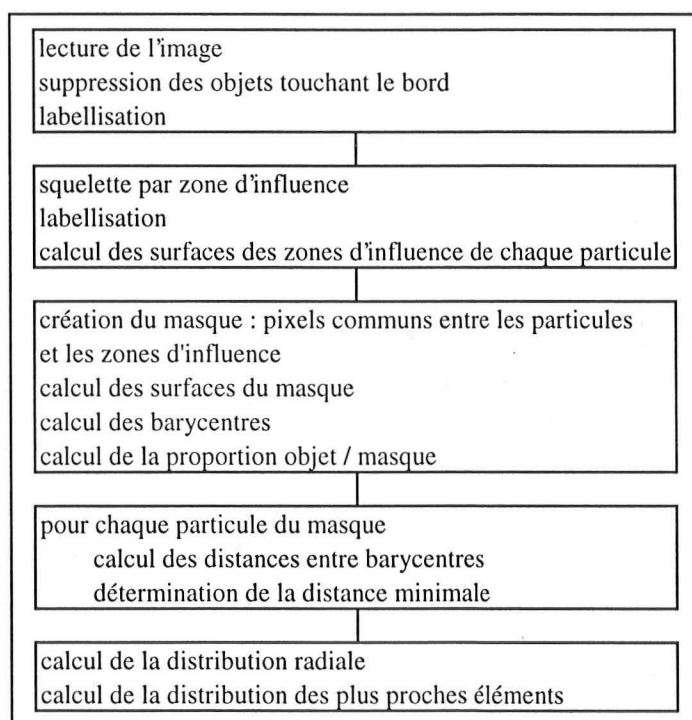 lecture de l'image
suppression des objets touchant le bord
labellisation
squelette par zone d'influence
labellisation
calcul des surfaces des zones d'influence de chaque particule
création du masque : pixels communs entre les particules
et les zones d'influence
calcul des surfaces du masque
calcul des barycentres
calcul de la proportion objet / masque
pour chaque particule du masque
calcul des distances entre barycentres
détermination de la distance minimale
calcul de la distribution radiale
calcul de la distribution des plus proches éléments